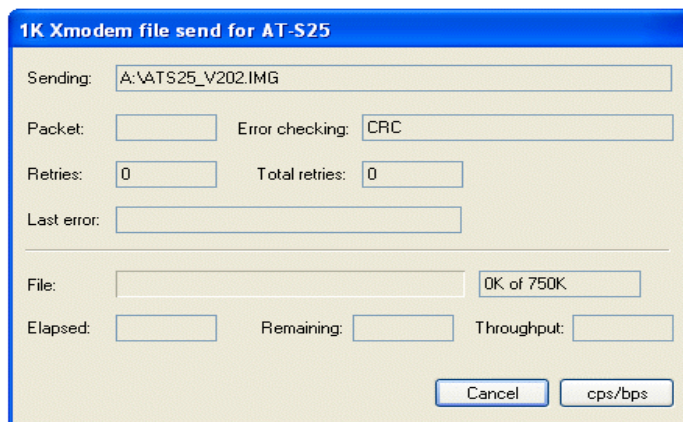 1K Xmodem file send for AT-S25
Sending: A:\ATS25_V202.IMG
Packet: Error checking: CRC
Retries: 0 Total retries: 0
Last error:
File: 0K of 750K
Elapsed: Remaining: Throughput:
Cancel cps/bps